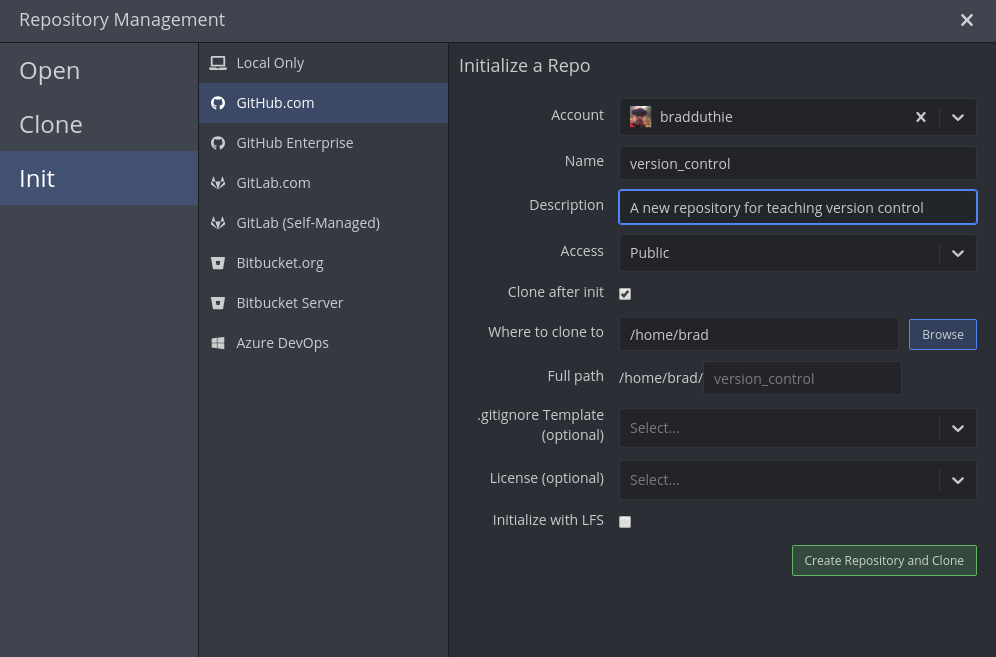 Repository Management
Open
Clone
Init
Local Only
GitHub.com
GitHub Enterprise
GitLab.com
GitLab (Self-Managed)
Bitbucket.org
Bitbucket Server
Azure DevOps
Initialize a Repo
Account bradduthie
Name version_control
Description A new repository for teaching version control
Access Public
Clone after init
Where to clone to /home/brad Browse
Full path /home/brad/ version_control
.gitignore Template
(optional) Select...
License (optional) Select...
Initialize with LFS
Create Repository and Clone